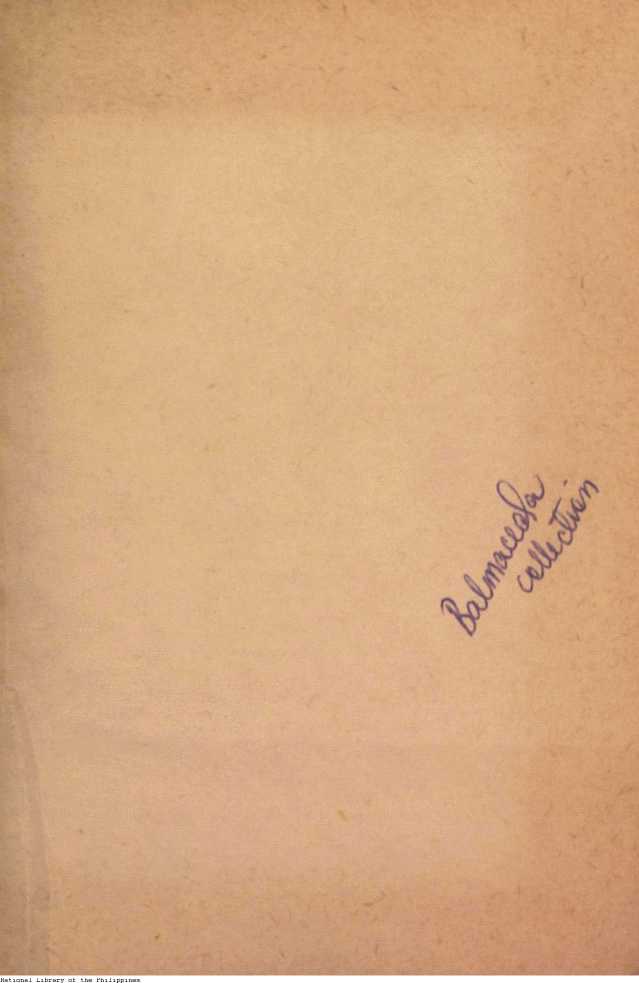 Balmaceda
collection
National Library of the Philippines